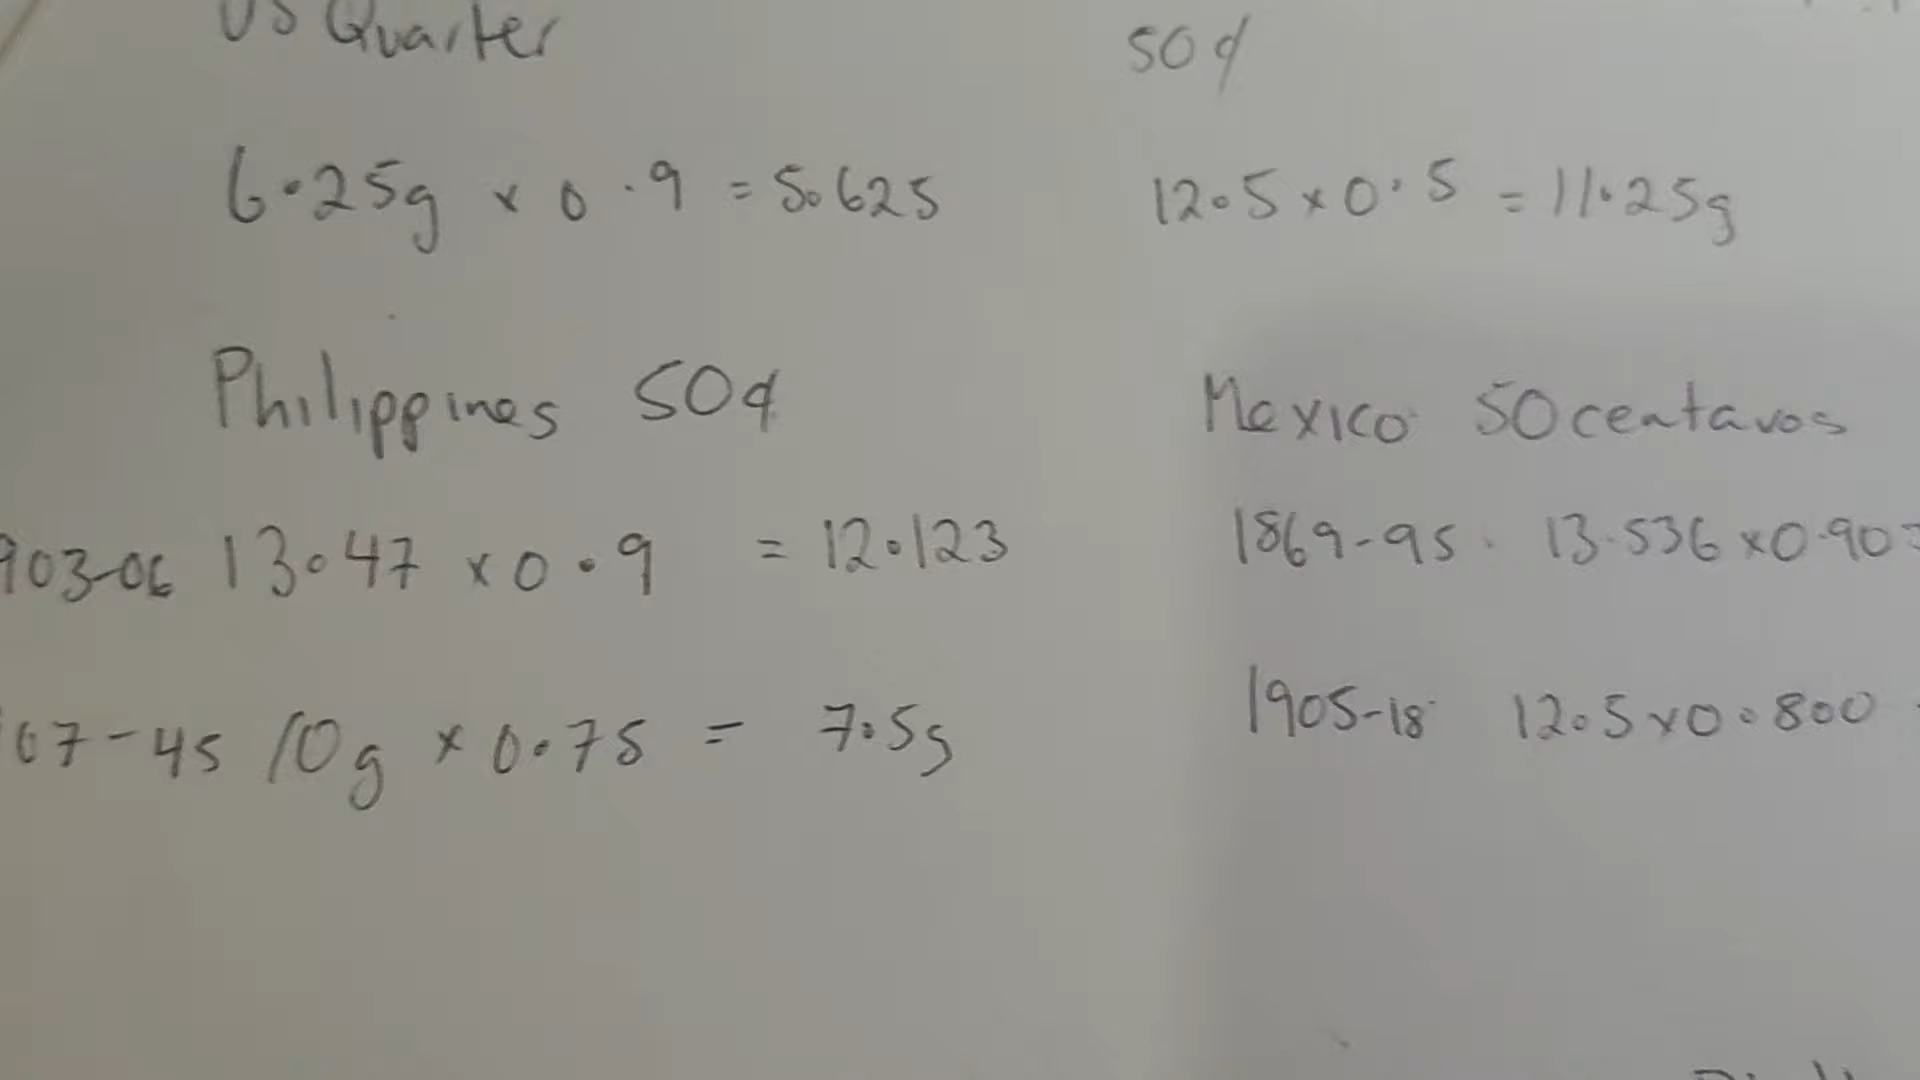 US Quarter 50¢
6.25g x 0.9 = 5.625 12.5 x 0.5 = 11.25g
Philippines 50¢ Mexico 50 centavos
903-06 13.47 x 0.9 = 12.123 1869-95 13.536 x 0.90
07-45 10g x 0.75 = 7.5g 1905-18 12.5 x 0.800